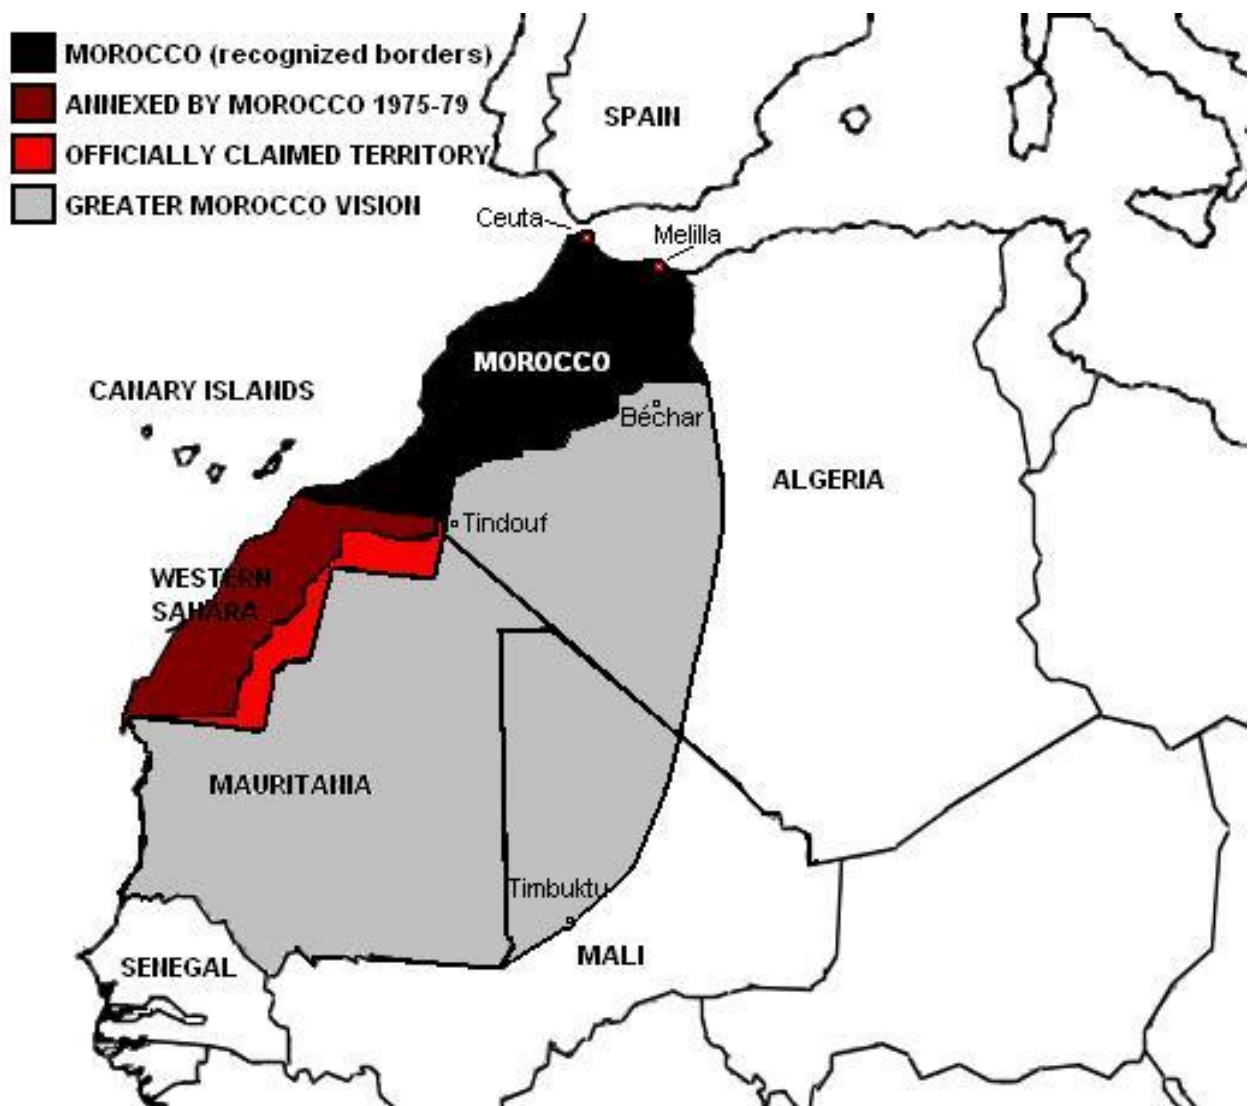 MOROCCO (recognized borders)
ANNEXED BY MOROCCO 1975-79
OFFICIALLY CLAIMED TERRITORY
GREATER MOROCCO VISION
SPAIN
Ceuta
Melilla
MOROCCO
CANARY ISLANDS
Béchar
ALGERIA
Tindouf
WESTERN
SAHARA
MAURITANIA
Timbuktu
MALI
SENEGAL